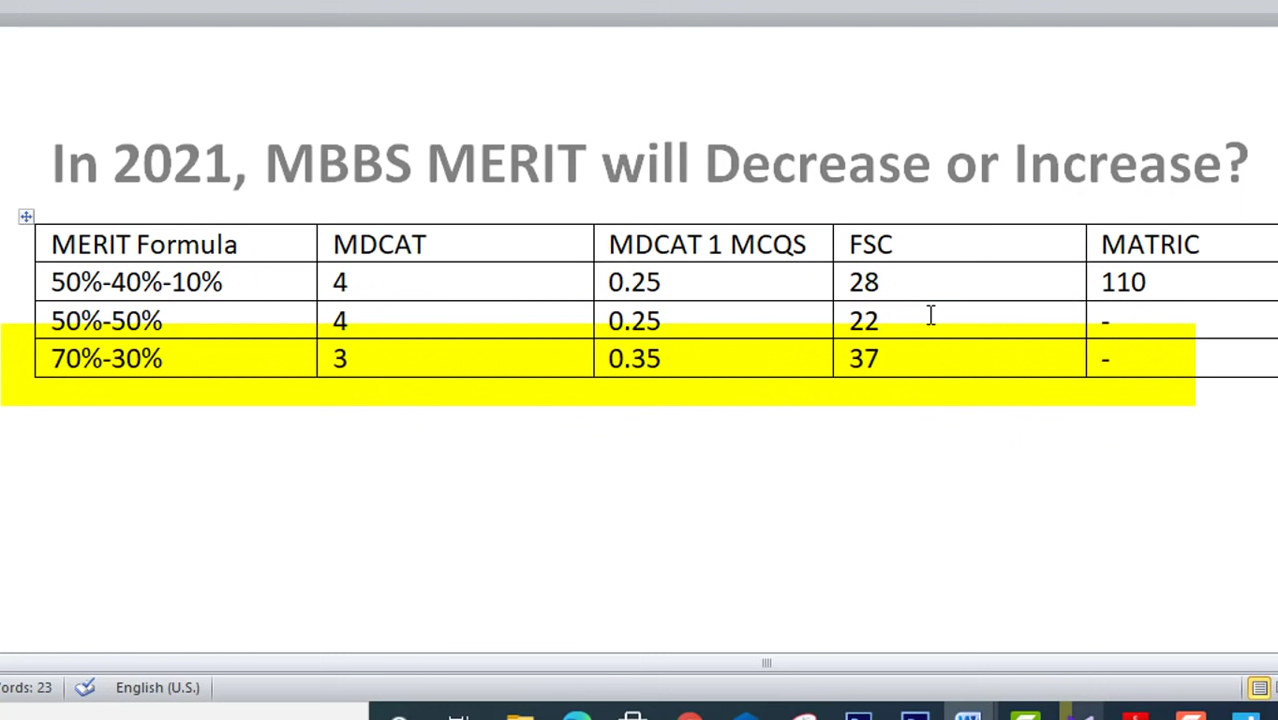 In 2021, MBBS MERIT will Decrease or Increase?
MERIT Formula MDCAT MDCAT 1 MCQS FSC MATRIC
50%-40%-10% 4 0.25 28 110
50%-50% 4 0.25 22 -
70%-30% 3 0.35 37 -
ords: 23 English (U.S.)